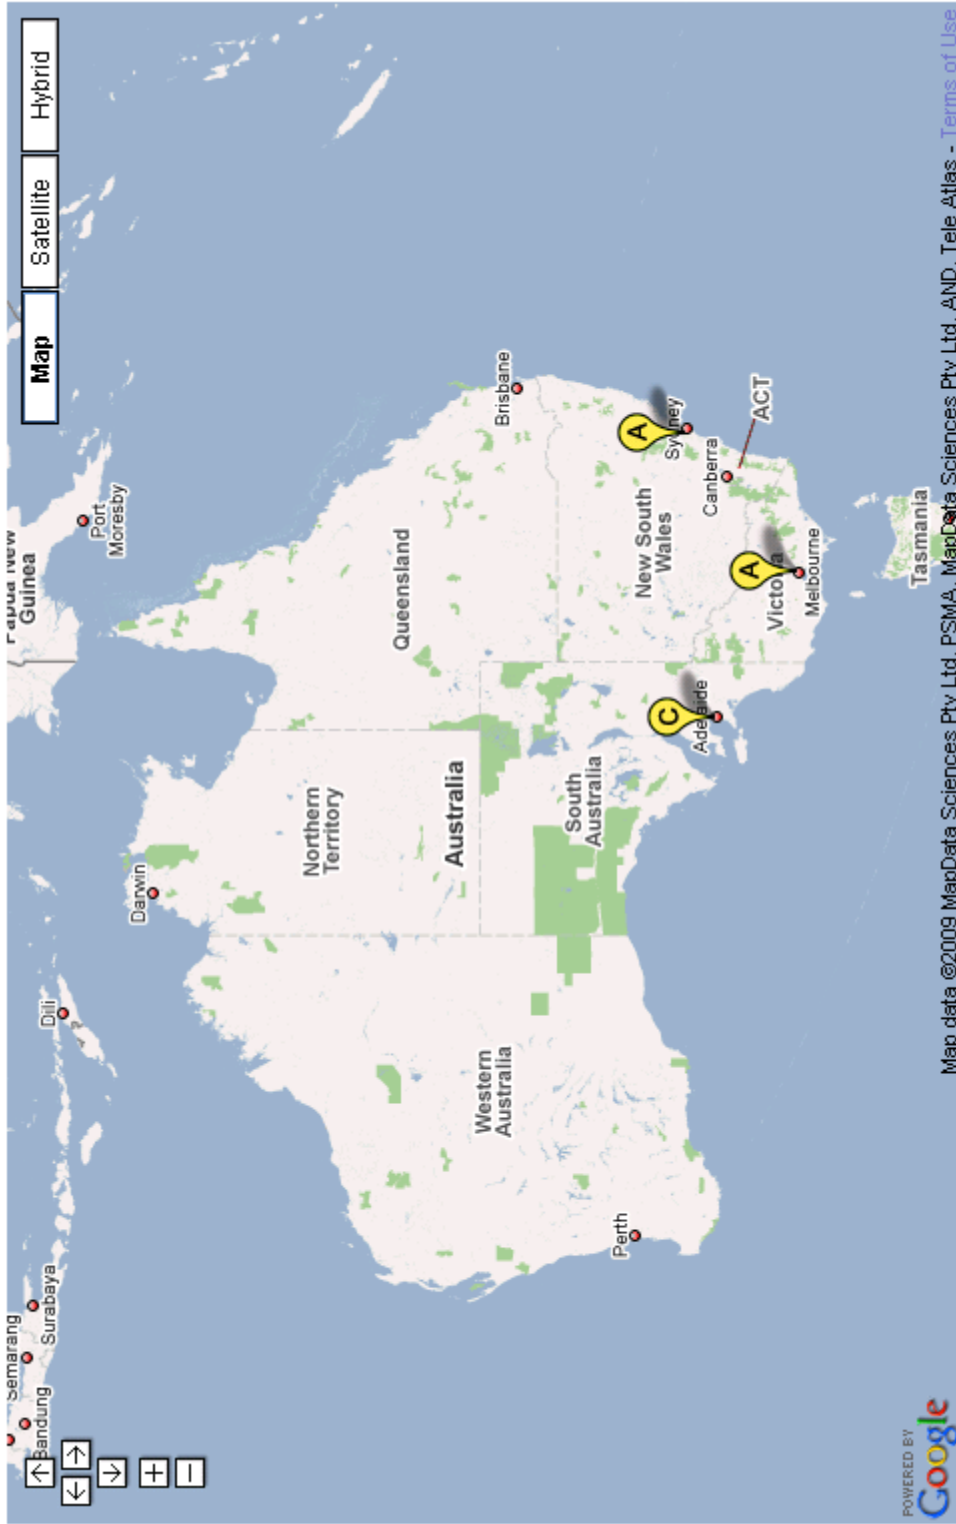 Map
Satellite
Hybrid
Semarang
Bandung
Surabaya
Dili
Papua New
Guinea
Port
Moresby
Darwin
Northern
Territory
Queensland
Australia
Western
Australia
South
Australia
Brisbane
Perth
New South
Wales
C
A
Adelaide
Sydney
Canberra
ACT
A
Victoria
Melbourne
Tasmania
POWERED BY
Google
Map data ©2009 MapData Sciences Pty Ltd, PSMA, MapData Sciences Pty Ltd, AND, Tele Atlas - Terms of Use